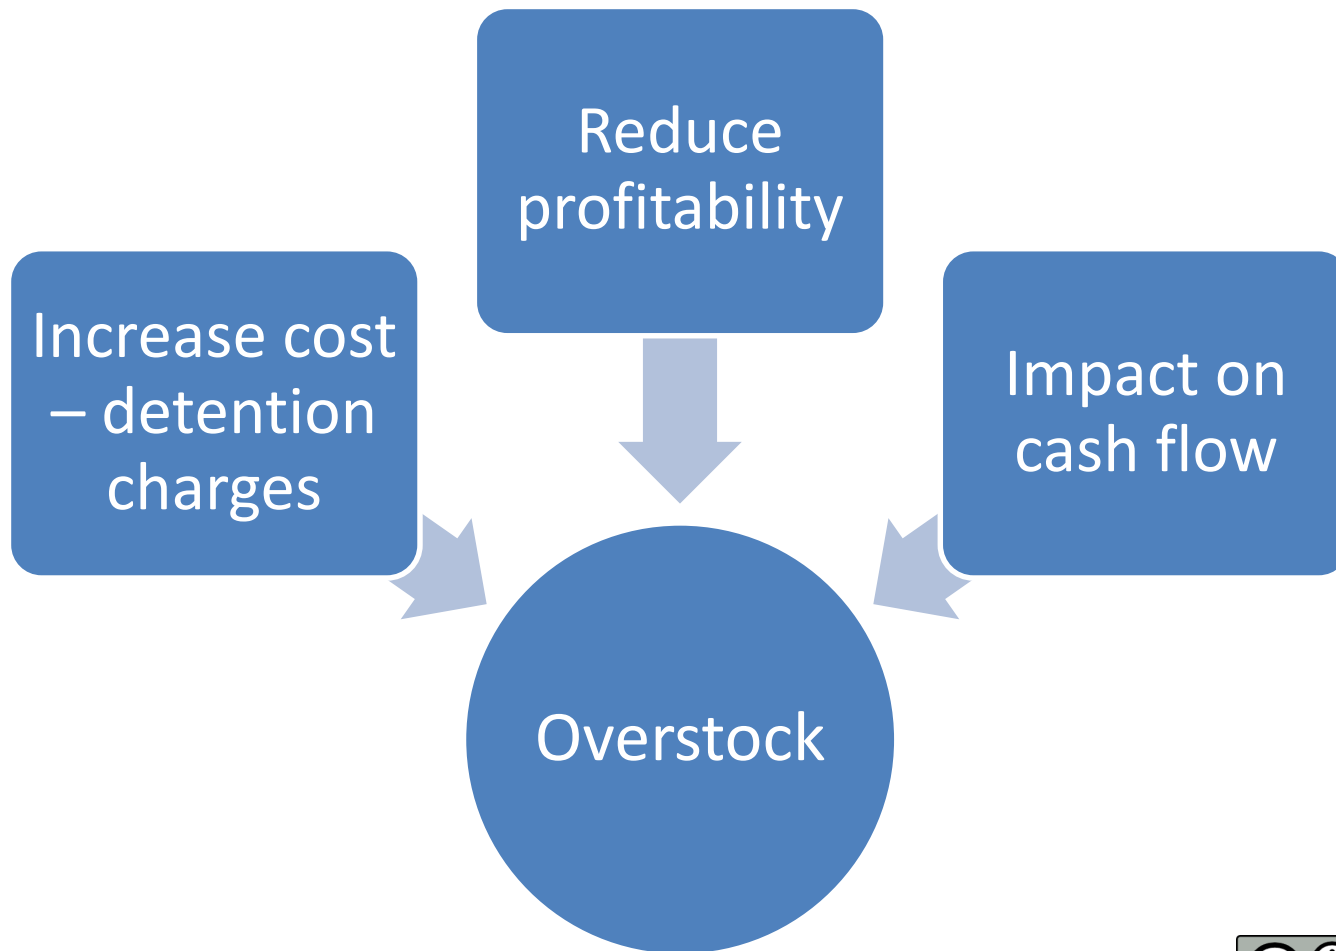 Reduce
profitability
Increase cost
– detention
charges
Impact on
cash flow
Overstock